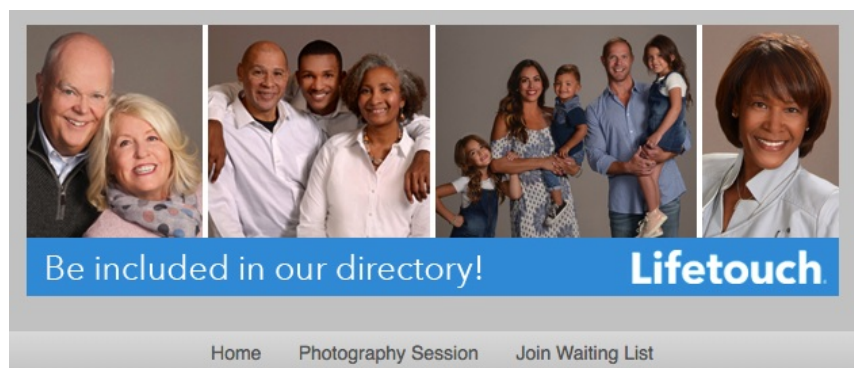 Be included in our directory!
Lifetouch.
Home Photography Session Join Waiting List